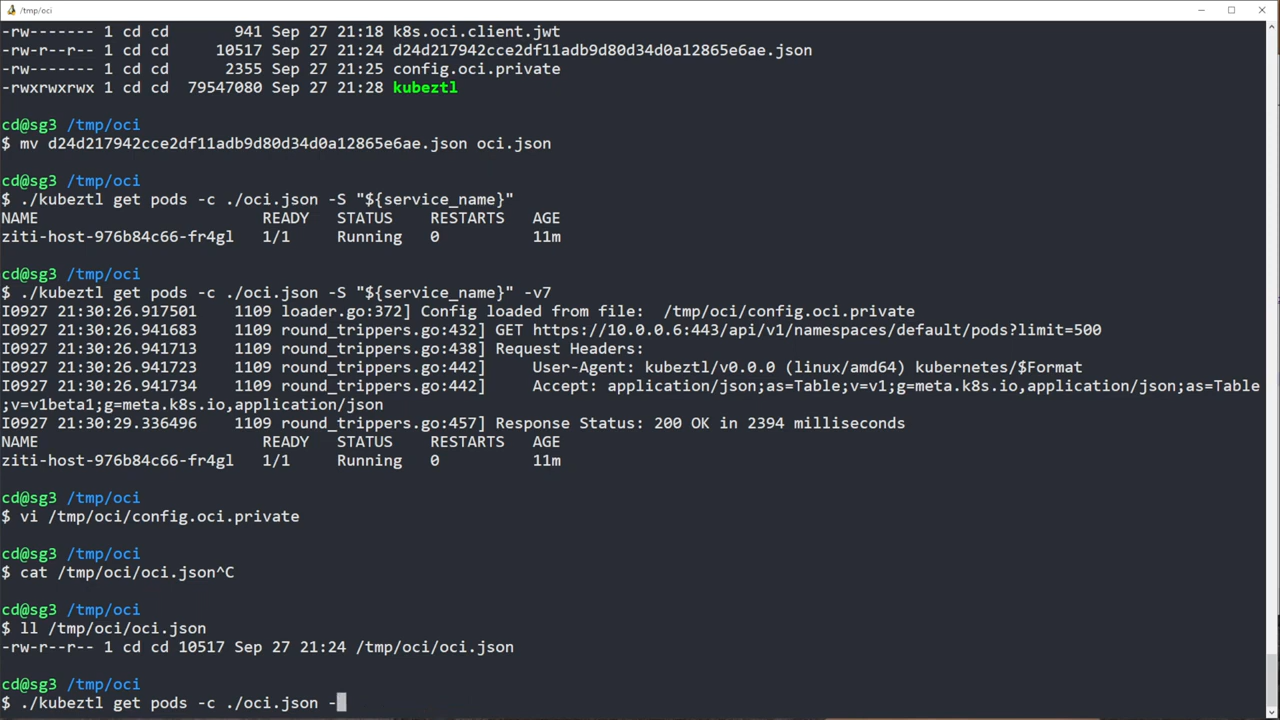 /tmp/oci
-rw------- 1 cd cd      941 Sep 27 21:18 k8s.oci.client.jwt
-rw-r--r-- 1 cd cd    10517 Sep 27 21:24 d24d217942cce2df11adb9d80d34d0a12865e6ae.json
-rw------- 1 cd cd     2355 Sep 27 21:25 config.oci.private
-rwxrwxrwx 1 cd cd 79547080 Sep 27 21:28 kubeztl
cd@sg3 /tmp/oci
$ mv d24d217942cce2df11adb9d80d34d0a12865e6ae.json oci.json
cd@sg3 /tmp/oci
$ ./kubeztl get pods -c ./oci.json -S "${service_name}"
NAME                        READY   STATUS    RESTARTS   AGE
ziti-host-976b84c66-fr4gl   1/1     Running   0          11m
cd@sg3 /tmp/oci
$ ./kubeztl get pods -c ./oci.json -S "${service_name}" -v7
I0927 21:30:26.917501    1109 loader.go:372] Config loaded from file:  /tmp/oci/config.oci.private
I0927 21:30:26.941683    1109 round_trippers.go:432] GET https://10.0.0.6:443/api/v1/namespaces/default/pods?limit=500
I0927 21:30:26.941713    1109 round_trippers.go:438] Request Headers:
I0927 21:30:26.941723    1109 round_trippers.go:442]     User-Agent: kubeztl/v0.0.0 (linux/amd64) kubernetes/$Format
I0927 21:30:26.941734    1109 round_trippers.go:442]     Accept: application/json;as=Table;v=v1;g=meta.k8s.io,application/json;as=Table
;v=v1beta1;g=meta.k8s.io,application/json
I0927 21:30:29.336496    1109 round_trippers.go:457] Response Status: 200 OK in 2394 milliseconds
NAME                        READY   STATUS    RESTARTS   AGE
ziti-host-976b84c66-fr4gl   1/1     Running   0          11m
cd@sg3 /tmp/oci
$ vi /tmp/oci/config.oci.private
cd@sg3 /tmp/oci
$ cat /tmp/oci/oci.json^C
cd@sg3 /tmp/oci
$ ll /tmp/oci/oci.json
-rw-r--r-- 1 cd cd 10517 Sep 27 21:24 /tmp/oci/oci.json
cd@sg3 /tmp/oci
$ ./kubeztl get pods -c ./oci.json -